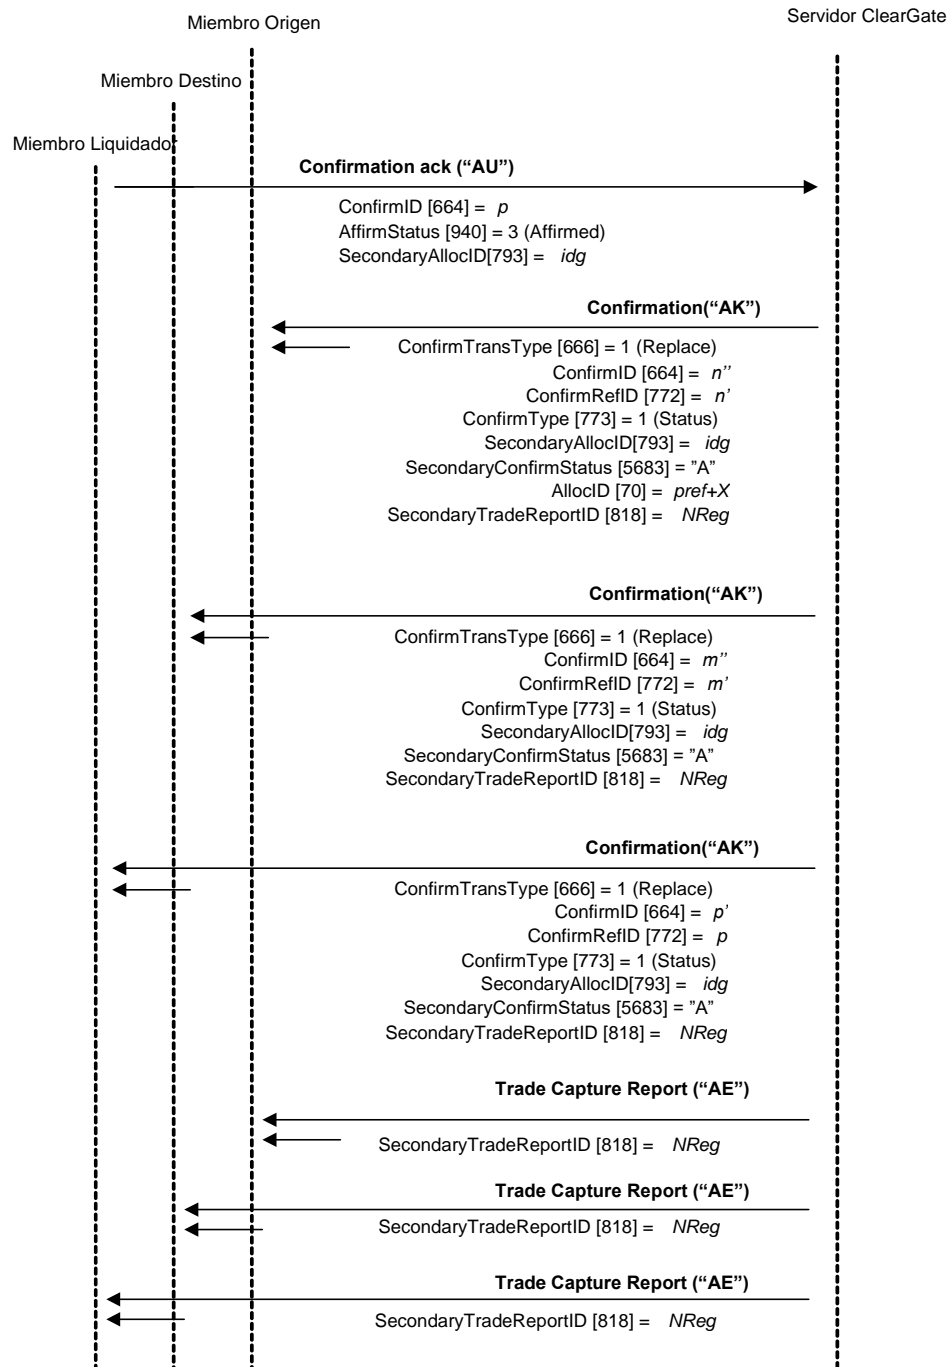 Servidor ClearGate
Miembro Origen
Miembro Destino
Miembro Liquidador
Confirmation ack (“AU”)
ConfirmID [664] = p
AffirmStatus [940] = 3 (Affirmed)
SecondaryAllocID[793] = idg
Confirmation(“AK”)
ConfirmTransType [666] = 1 (Replace)
ConfirmID [664] = n’’
ConfirmRefID [772] = n’
ConfirmType [773] = 1 (Status)
SecondaryAllocID[793] = idg
SecondaryConfirmStatus [5683] = ”A”
AllocID [70] = pref+X
SecondaryTradeReportID [818] = NReg
Confirmation(“AK”)
ConfirmTransType [666] = 1 (Replace)
ConfirmID [664] = m’’
ConfirmRefID [772] = m’
ConfirmType [773] = 1 (Status)
SecondaryAllocID[793] = idg
SecondaryConfirmStatus [5683] = ”A”
SecondaryTradeReportID [818] = NReg
Confirmation(“AK”)
ConfirmTransType [666] = 1 (Replace)
ConfirmID [664] = p’
ConfirmRefID [772] = p
ConfirmType [773] = 1 (Status)
SecondaryAllocID[793] = idg
SecondaryConfirmStatus [5683] = ”A”
SecondaryTradeReportID [818] = NReg
Trade Capture Report (“AE”)
SecondaryTradeReportID [818] = NReg
Trade Capture Report (“AE”)
SecondaryTradeReportID [818] = NReg
Trade Capture Report (“AE”)
SecondaryTradeReportID [818] = NReg